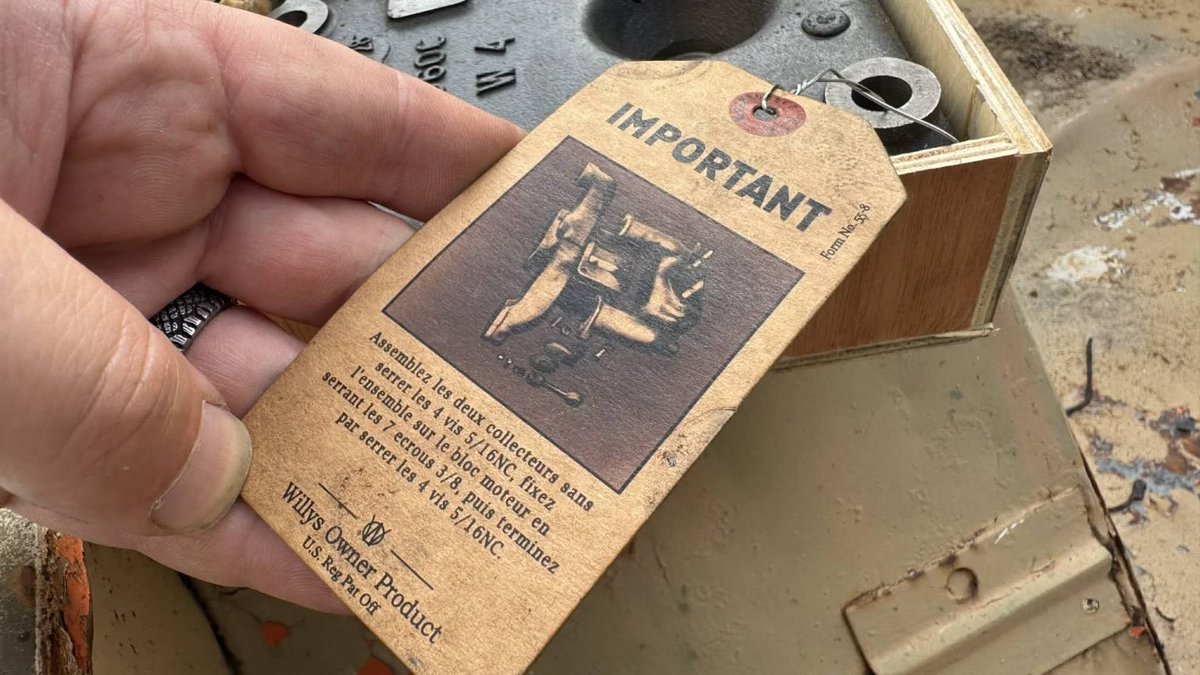 W 4
IMPORTANT
Form No. 55-8
Assemblez les deux collecteurs sans
serrer les 4 vis 5/16NC, fixez
l'ensemble sur le bloc moteur en
serrant les 7 ecrous 3/8, puis terminez
par serrer les 4 vis 5/16NC.
W
Willys Owner Product
U.S. Reg Pat Off